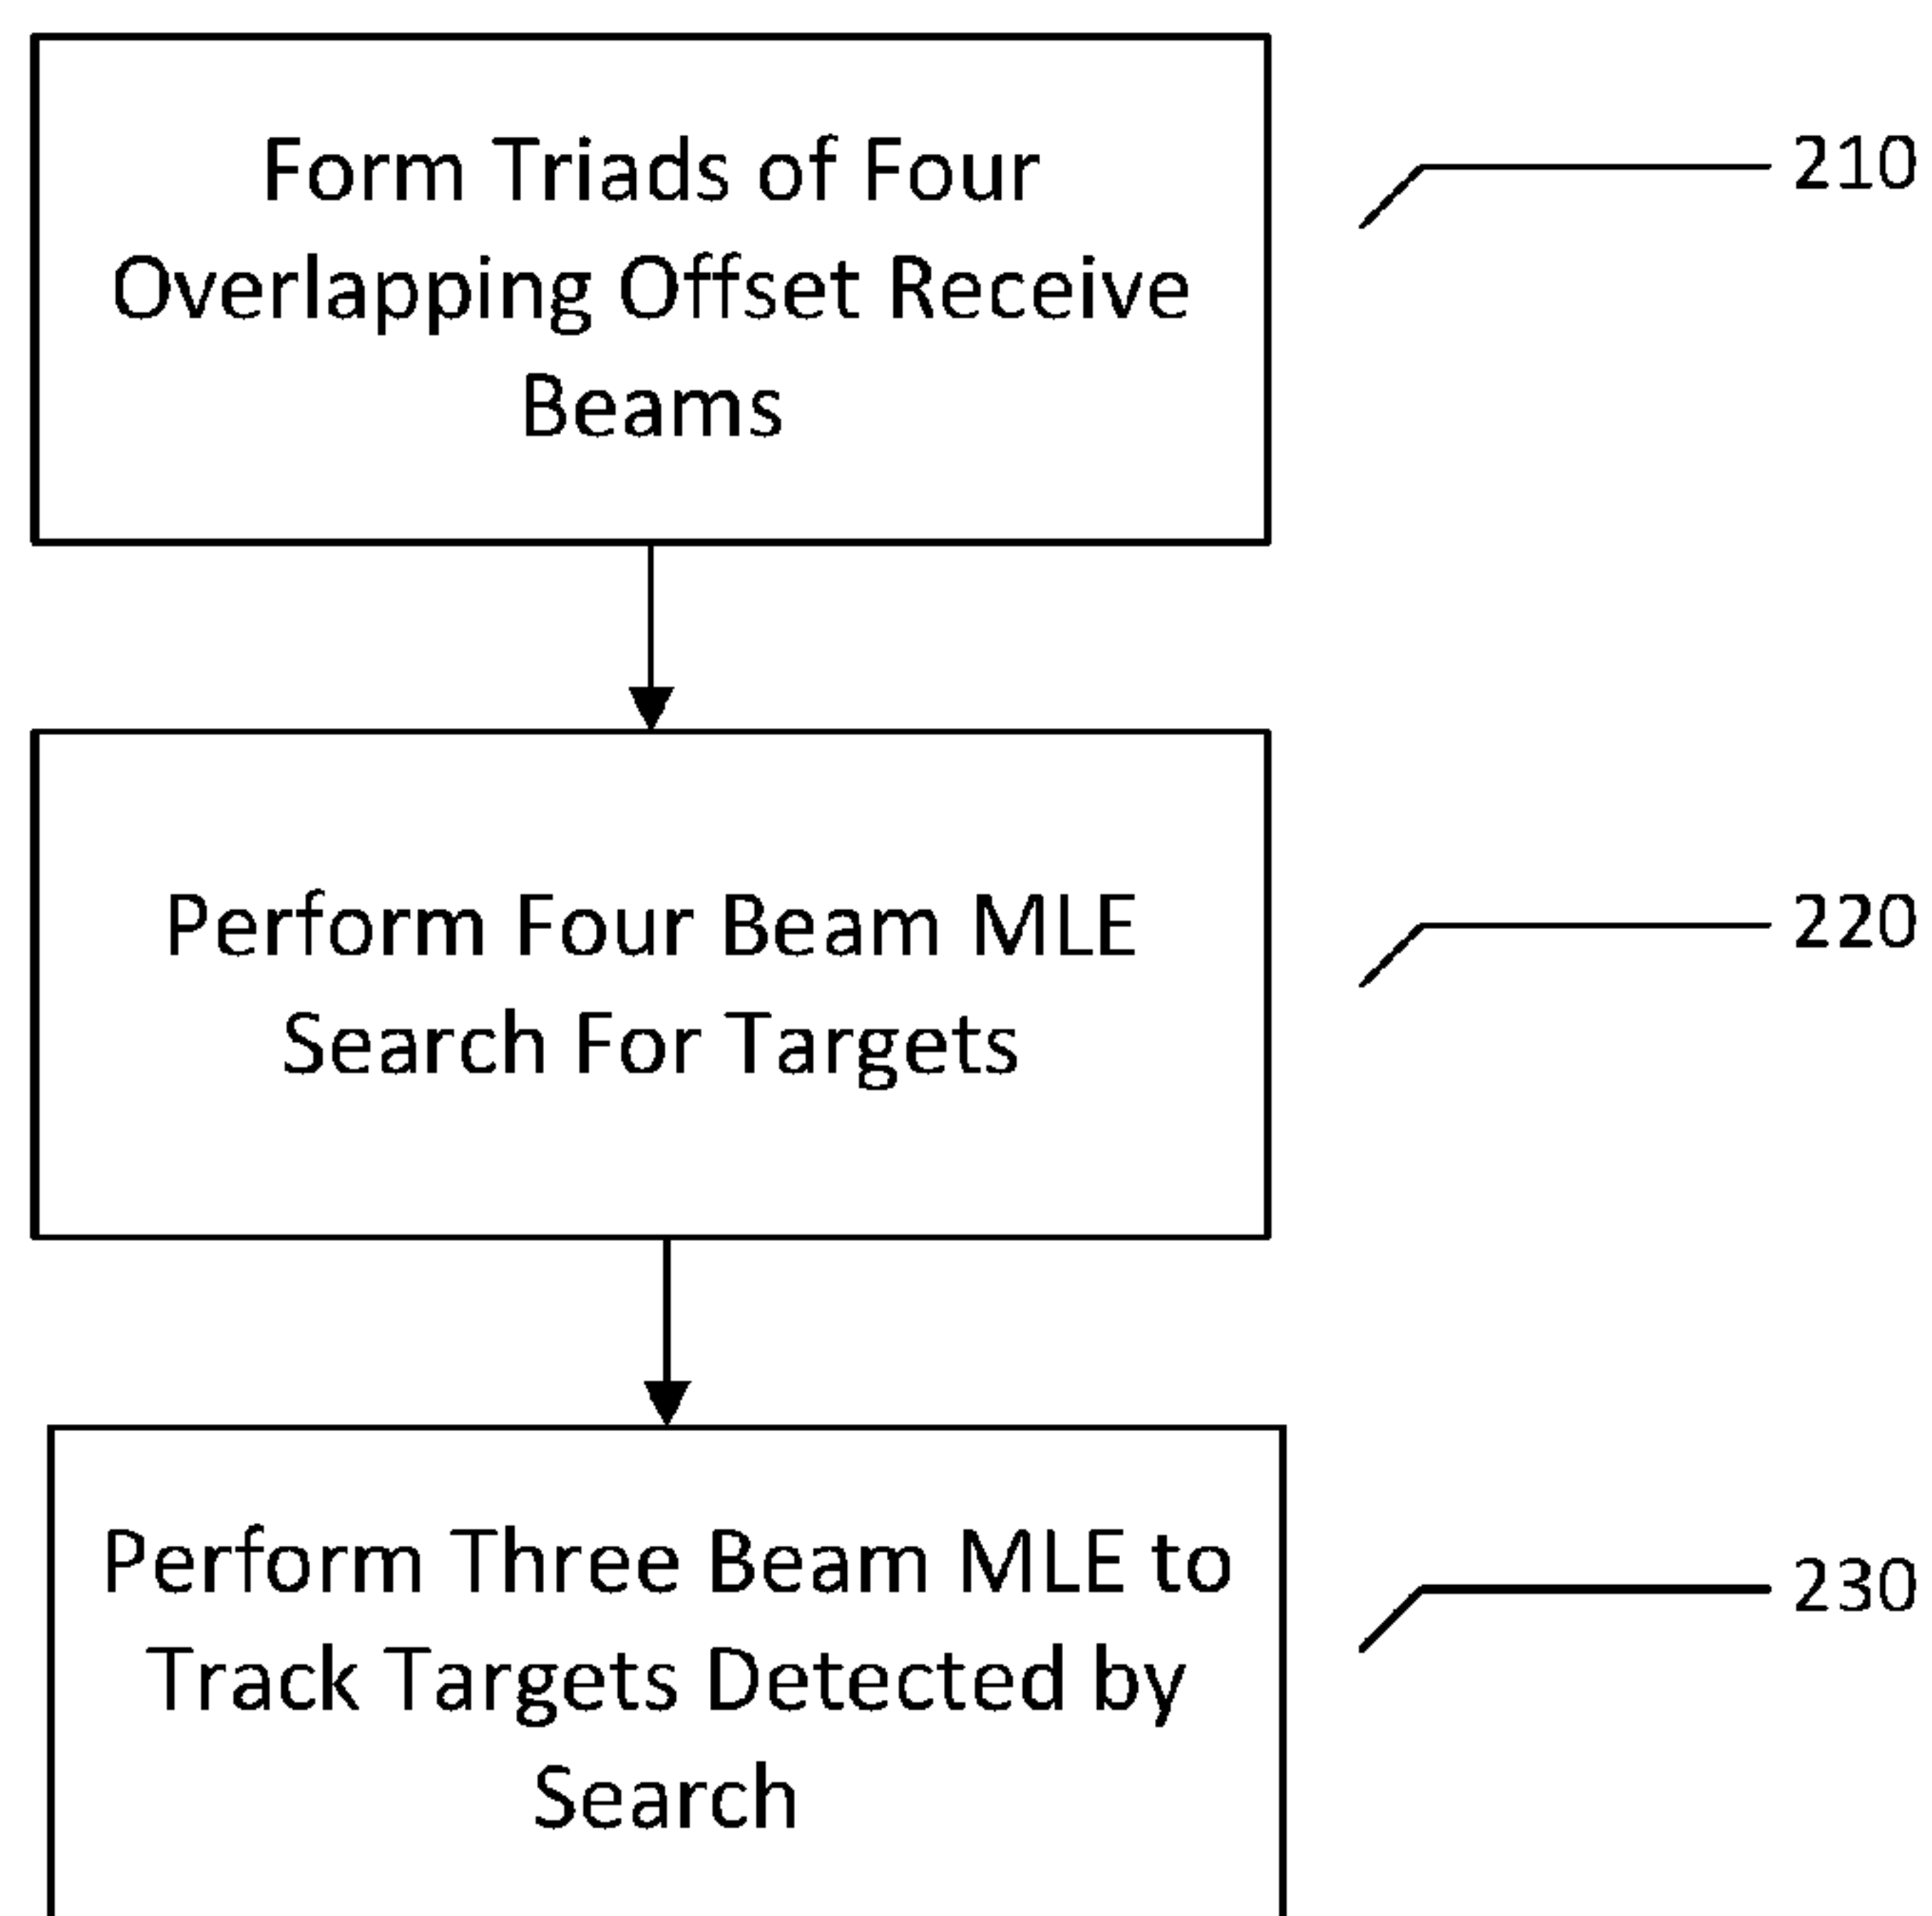 Form Triads of Four
Overlapping Offset Receive
Beams
210
Perform Four Beam MLE
Search For Targets
220
Perform Three Beam MLE to
Track Targets Detected by
Search
230